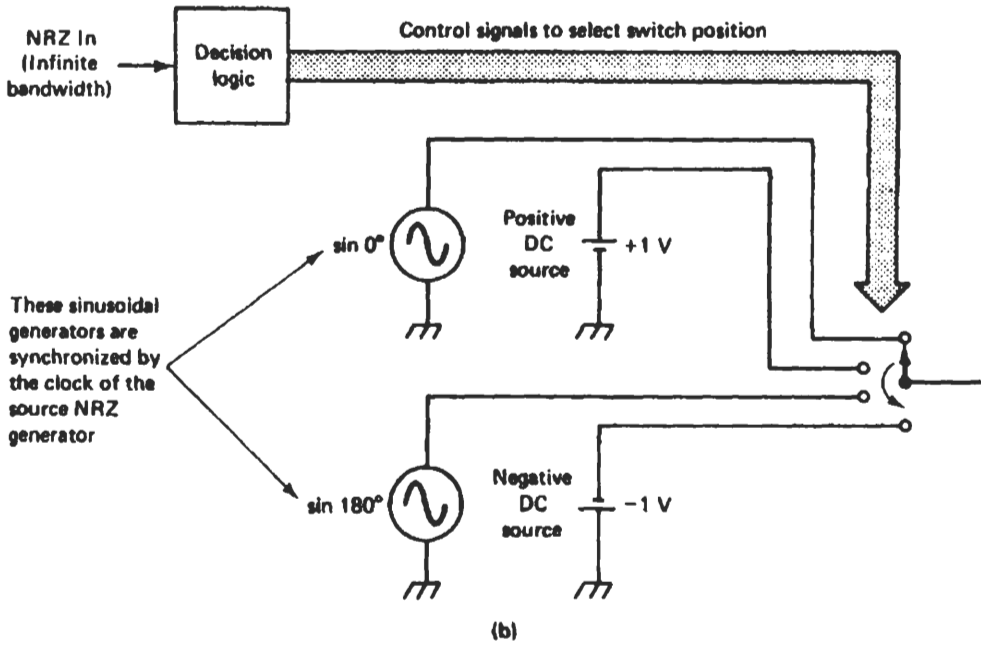 Control signals to select switch position
NRZ In
(Infinite
bandwidth)
Decision
logic
sin 0°
Positive
DC
source
+1 V
These sinusoidal
generators are
synchronized by
the clock of the
source NRZ
generator
sin 180°
Negative
DC
source
−1 V
(b)